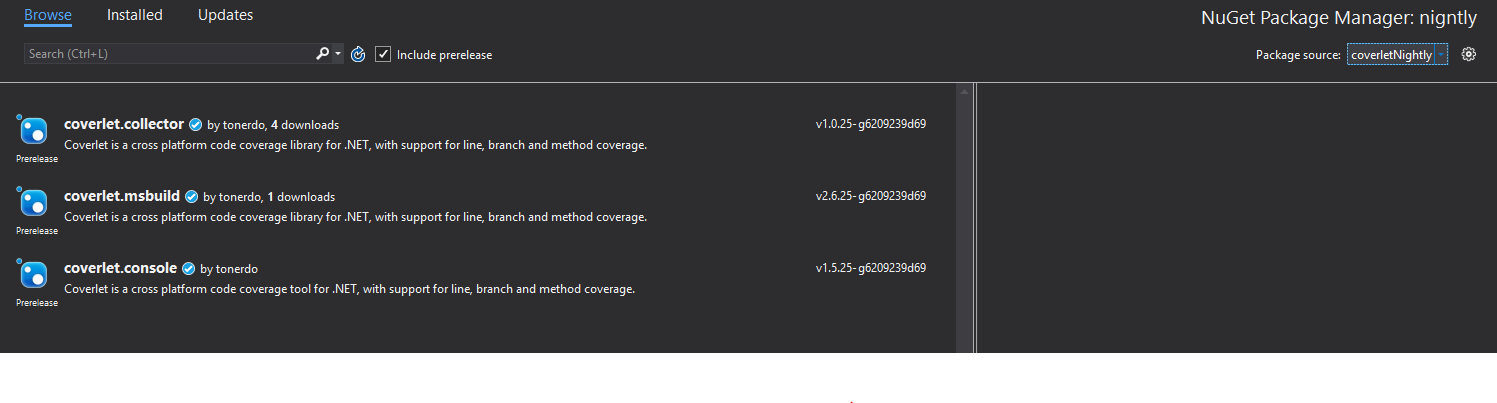 Browse Installed Updates NuGet Package Manager: nigntly
Search (Ctrl+L) Include prerelease Package source: coverletNightly
coverlet.collector by tonerdo, 4 downloads v1.0.25-g6209239d69
Coverlet is a cross platform code coverage library for .NET, with support for line, branch and method coverage.
Prerelease
coverlet.msbuild by tonerdo, 1 downloads v2.6.25-g6209239d69
Coverlet is a cross platform code coverage library for .NET, with support for line, branch and method coverage.
Prerelease
coverlet.console by tonerdo v1.5.25-g6209239d69
Coverlet is a cross platform code coverage tool for .NET, with support for line, branch and method coverage.
Prerelease